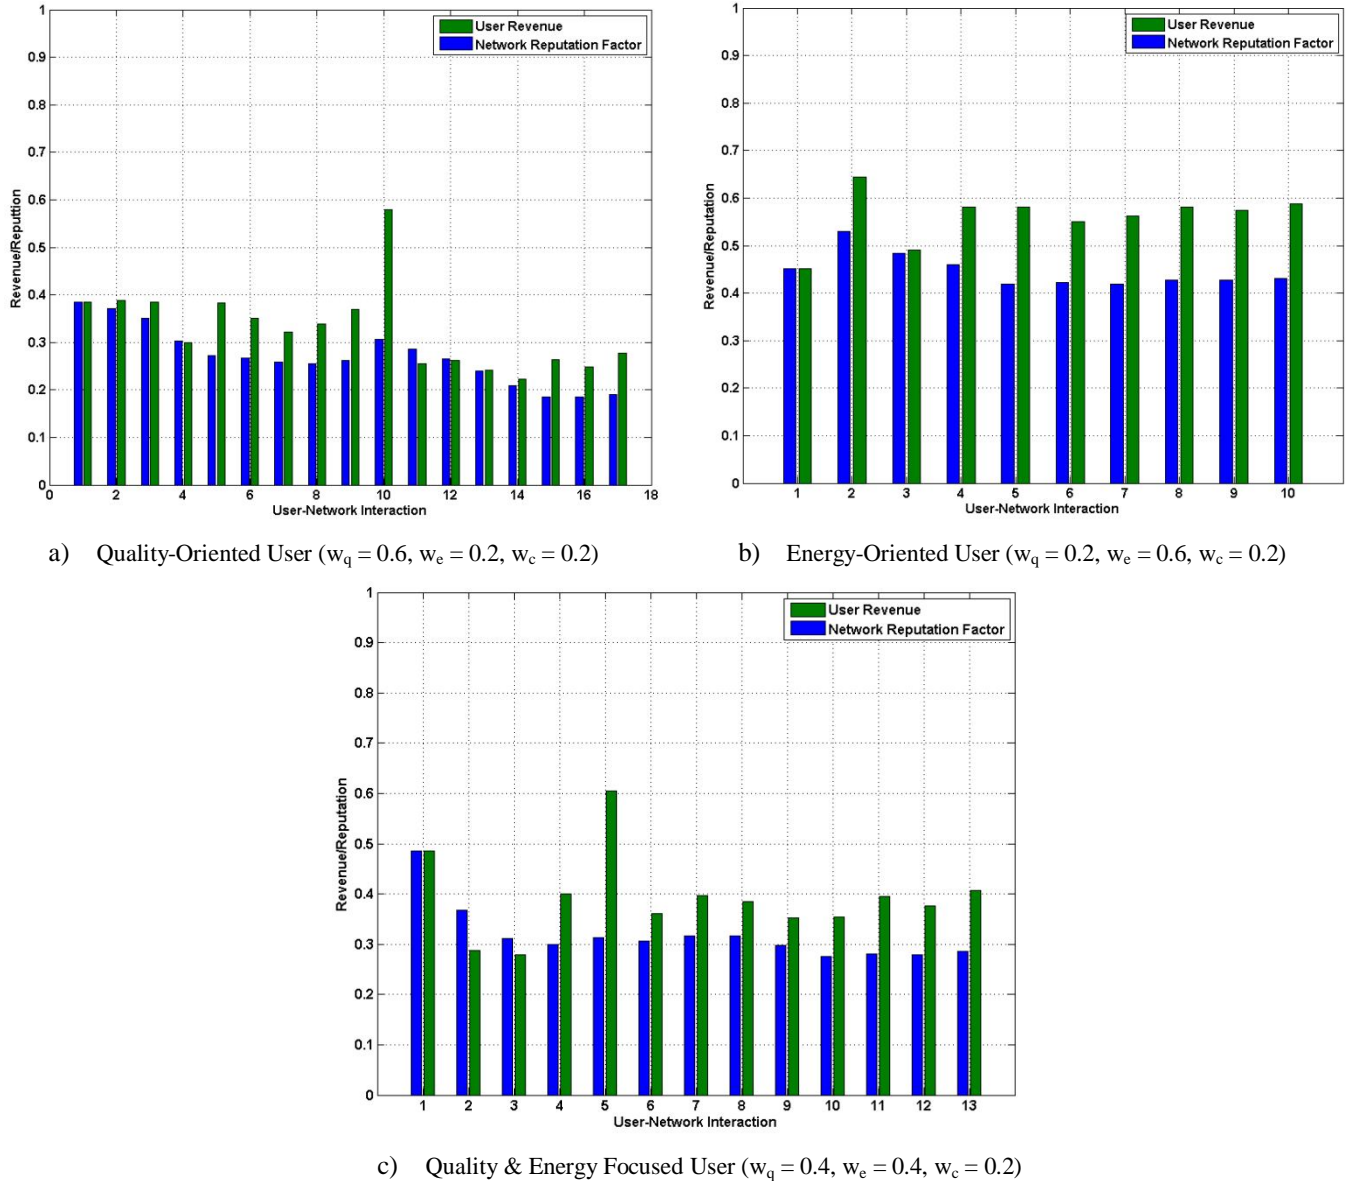 1
0.9
0.8
0.7
0.6
0.5
0.4
0.3
0.2
0.1
0
Revenue/Reputtion
User Revenue
Network Reputation Factor
0 2 4 6 8 10 12 14 16 18
User-Network Interaction
a) Quality-Oriented User (wq = 0.6, we = 0.2, wc = 0.2)
1
0.9
0.8
0.7
0.6
0.5
0.4
0.3
0.2
0.1
0
Revenue/Reputation
User Revenue
Network Reputation Factor
1 2 3 4 5 6 7 8 9 10
User-Network Interaction
b) Energy-Oriented User (wq = 0.2, we = 0.6, wc = 0.2)
1
0.9
0.8
0.7
0.6
0.5
0.4
0.3
0.2
0.1
0
Revenue/Reputation
User Revenue
Network Reputation Factor
1 2 3 4 5 6 7 8 9 10 11 12 13
User-Network Interaction
c) Quality & Energy Focused User (wq = 0.4, we = 0.4, wc = 0.2)